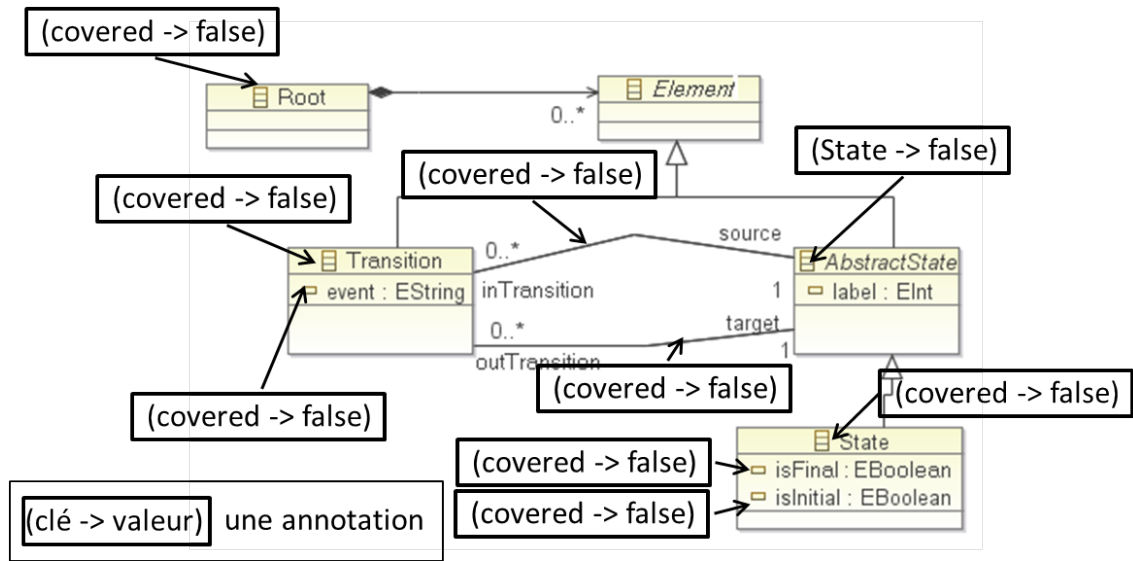 (covered -> false)
Root
Element
0..*
(covered -> false)
(State -> false)
(covered -> false)
0..*
source
Transition
AbstractState
event : EString
inTransition
1
label : EInt
0..*
target
outTransition
1
(covered -> false)
(covered -> false)
(covered -> false)
State
(covered -> false)
isFinal : EBoolean
(covered -> false)
isInitial : EBoolean
(clé -> valeur) une annotation